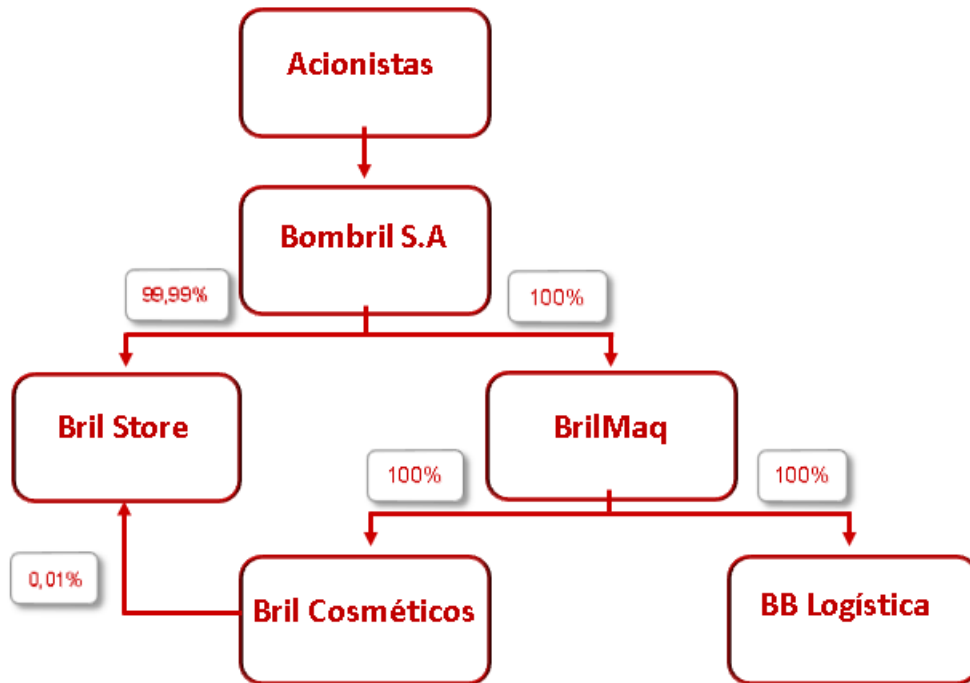 Acionistas
Bombril S.A
99,99%
100%
Bril Store
BrilMaq
100%
100%
0,01%
Bril Cosméticos
BB Logística